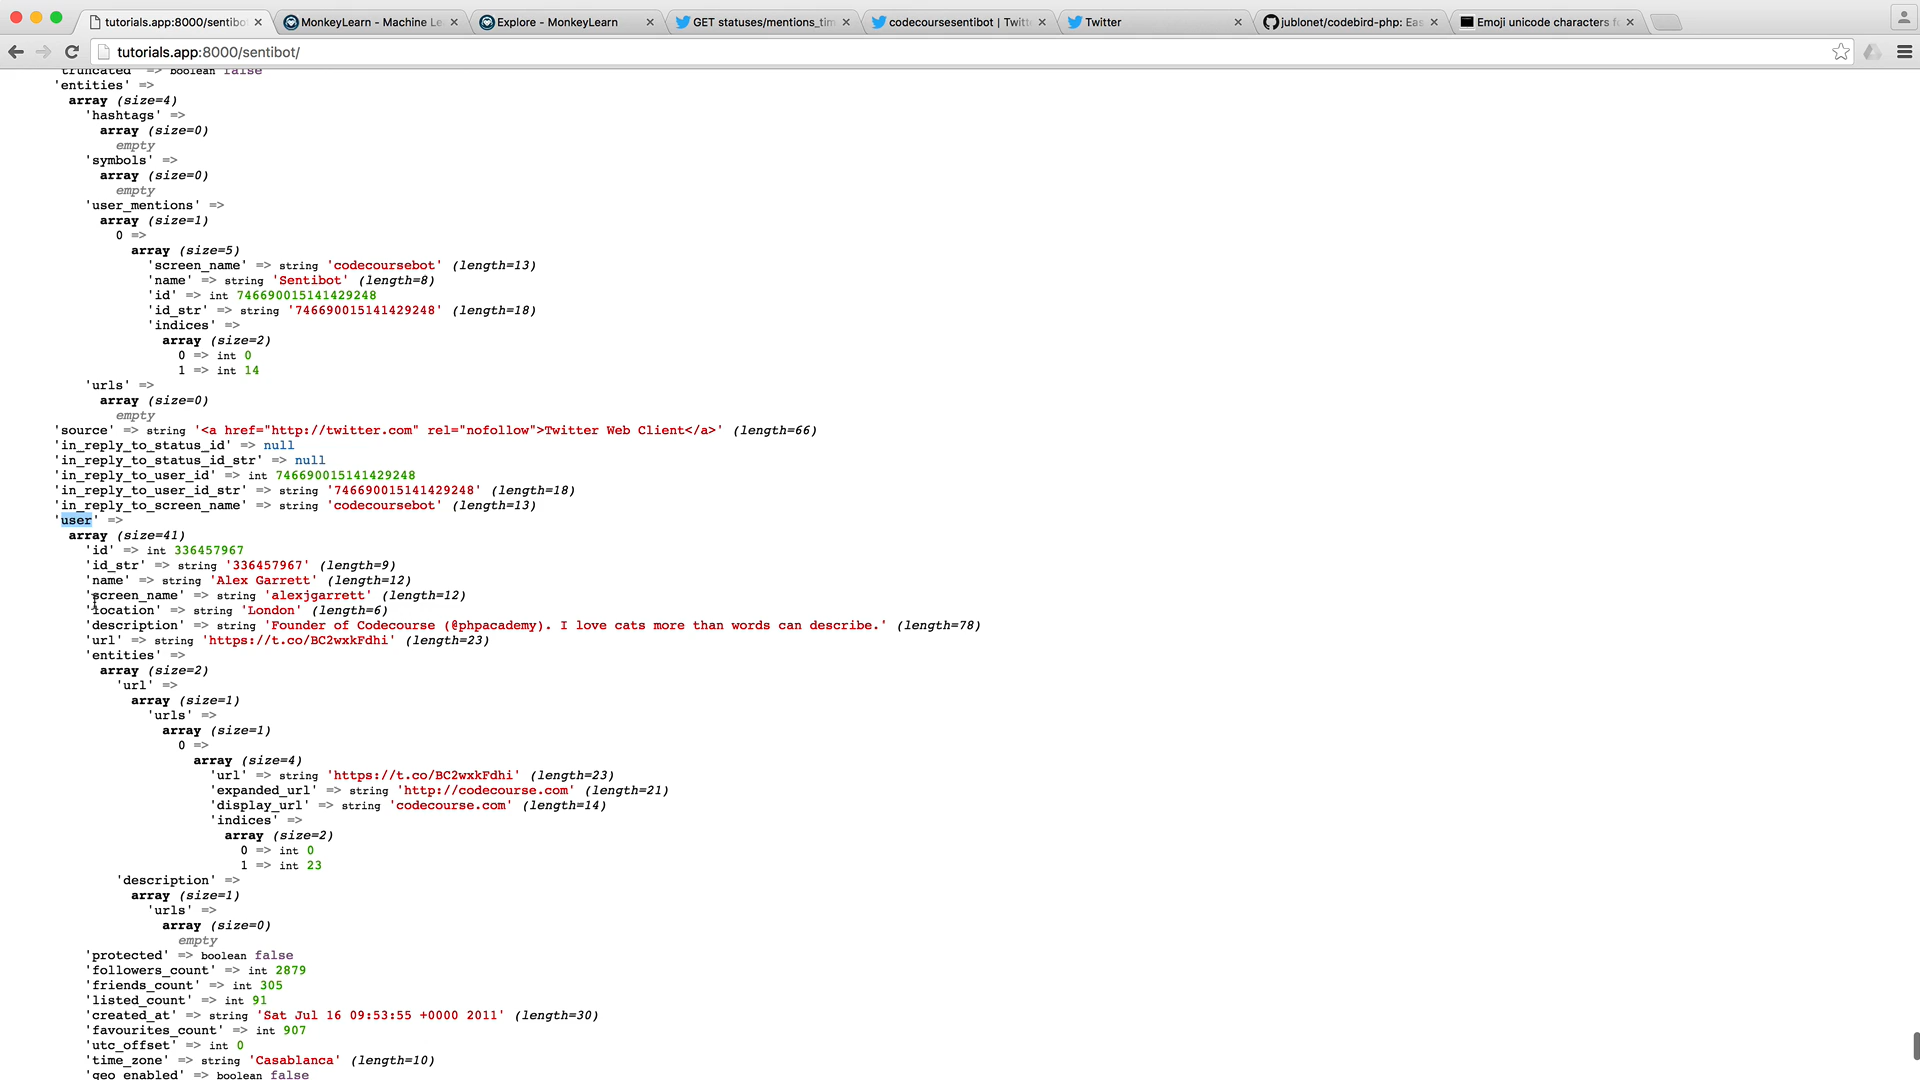 tutorials.app:8000/sentibo
MonkeyLearn - Machine Le
Explore - MonkeyLearn
GET statuses/mentions_tim
codecoursesentibot | Twitte
Twitter
jublonet/codebird-php: Eas
Emoji unicode characters fo
tutorials.app:8000/sentibot/
'truncated' => boolean false
'entities' =>
array (size=4)
'hashtags' =>
array (size=0)
empty
'symbols' =>
array (size=0)
empty
'user_mentions' =>
array (size=1)
0 =>
array (size=5)
'screen_name' => string 'codecoursebot' (length=13)
'name' => string 'Sentibot' (length=8)
'id' => int 746690015141429248
'id_str' => string '746690015141429248' (length=18)
'indices' =>
array (size=2)
0 => int 0
1 => int 14
'urls' =>
array (size=0)
empty
'source' => string '<a href="http://twitter.com" rel="nofollow">Twitter Web Client</a>' (length=66)
'in_reply_to_status_id' => null
'in_reply_to_status_id_str' => null
'in_reply_to_user_id' => int 746690015141429248
'in_reply_to_user_id_str' => string '746690015141429248' (length=18)
'in_reply_to_screen_name' => string 'codecoursebot' (length=13)
'user' =>
array (size=41)
'id' => int 336457967
'id_str' => string '336457967' (length=9)
'name' => string 'Alex Garrett' (length=12)
'screen_name' => string 'alexjgarrett' (length=12)
'location' => string 'London' (length=6)
'description' => string 'Founder of Codecourse (@phpacademy). I love cats more than words can describe.' (length=78)
'url' => string 'https://t.co/BC2wxkFdhi' (length=23)
'entities' =>
array (size=2)
'url' =>
array (size=1)
'urls' =>
array (size=1)
0 =>
array (size=4)
'url' => string 'https://t.co/BC2wxkFdhi' (length=23)
'expanded_url' => string 'http://codecourse.com' (length=21)
'display_url' => string 'codecourse.com' (length=14)
'indices' =>
array (size=2)
0 => int 0
1 => int 23
'description' =>
array (size=1)
'urls' =>
array (size=0)
empty
'protected' => boolean false
'followers_count' => int 2879
'friends_count' => int 305
'listed_count' => int 91
'created_at' => string 'Sat Jul 16 09:53:55 +0000 2011' (length=30)
'favourites_count' => int 907
'utc_offset' => int 0
'time_zone' => string 'Casablanca' (length=10)
'geo_enabled' => boolean false